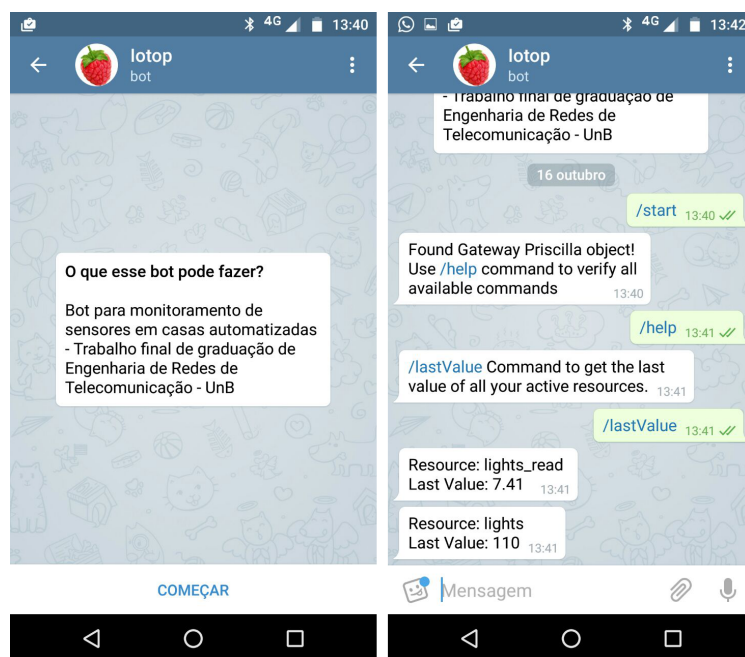 4G 13:40
lotop
bot
O que esse bot pode fazer?
Bot para monitoramento de
sensores em casas automatizadas
- Trabalho final de graduação de
Engenharia de Redes de
Telecomunicação - UnB
COMEÇAR
4G 13:42
lotop
bot
- Trabalho final de graduação de
Engenharia de Redes de
Telecomunicação - UnB
16 outubro
/start 13:40
Found Gateway Priscilla object!
Use /help command to verify all
available commands 13:40
/help 13:41
/lastValue Command to get the last
value of all your active resources. 13:41
/lastValue 13:41
Resource: lights_read
Last Value: 7.41 13:41
Resource: lights
Last Value: 110 13:41
Mensagem